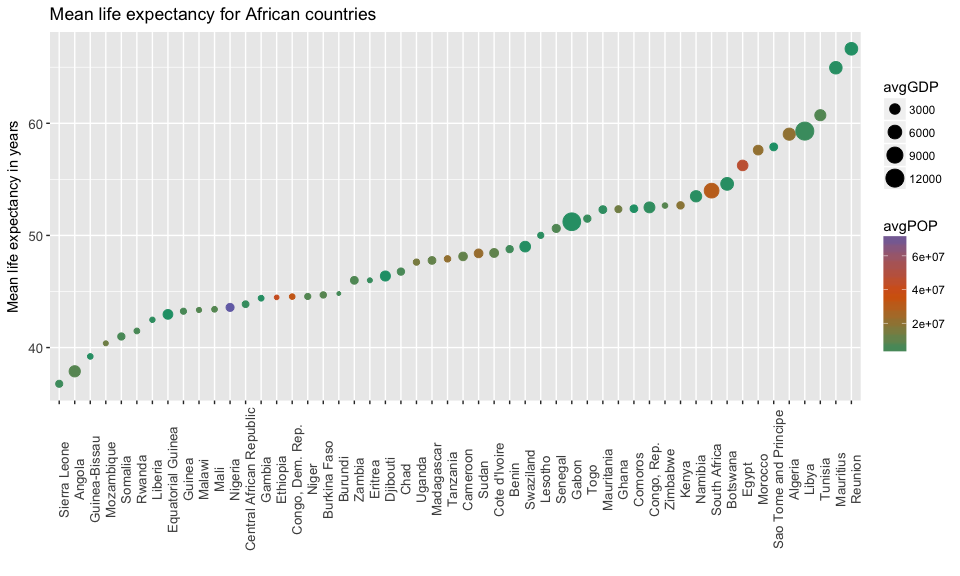 Mean life expectancy for African countries
Mean life expectancy in years
60
50
40
Sierra Leone
Angola
Guinea-Bissau
Mozambique
Somalia
Rwanda
Liberia
Equatorial Guinea
Guinea
Malawi
Mali
Nigeria
Central African Republic
Gambia
Ethiopia
Congo, Dem. Rep.
Niger
Burkina Faso
Burundi
Zambia
Eritrea
Djibouti
Chad
Uganda
Madagascar
Tanzania
Cameroon
Sudan
Cote d'Ivoire
Benin
Swaziland
Lesotho
Senegal
Gabon
Togo
Mauritania
Ghana
Comoros
Congo, Rep.
Zimbabwe
Kenya
Namibia
South Africa
Botswana
Egypt
Morocco
Sao Tome and Principe
Algeria
Libya
Tunisia
Mauritius
Reunion
avgGDP
3000
6000
9000
12000
avgPOP
6e+07
4e+07
2e+07